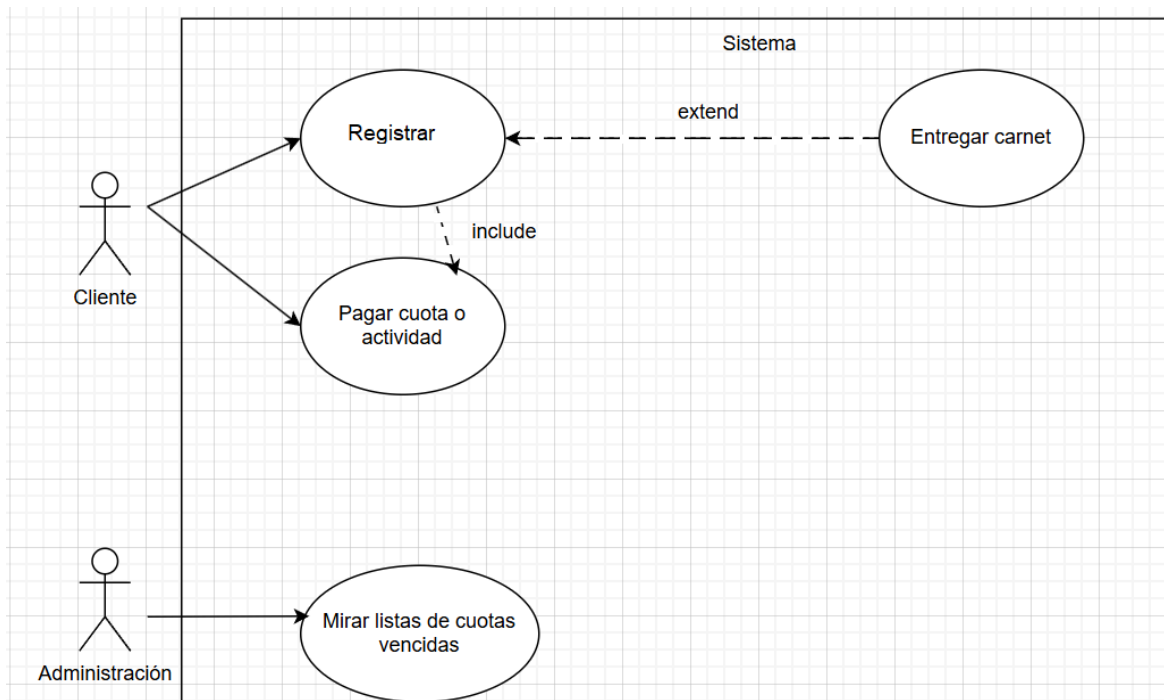 Sistema
Registrar
extend
Entregar carnet
include
Cliente
Pagar cuota o
actividad
Mirar listas de cuotas
vencidas
Administración